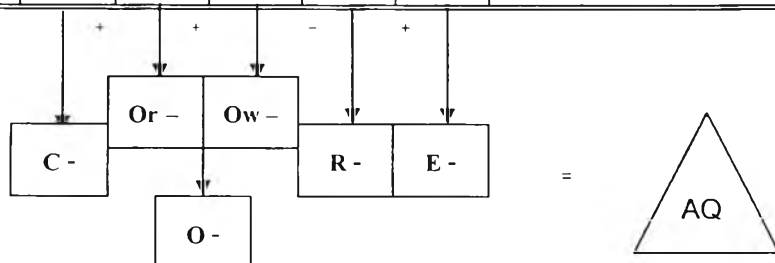 + + - +
Or – Ow –
C - R - E -
= AQ
O -